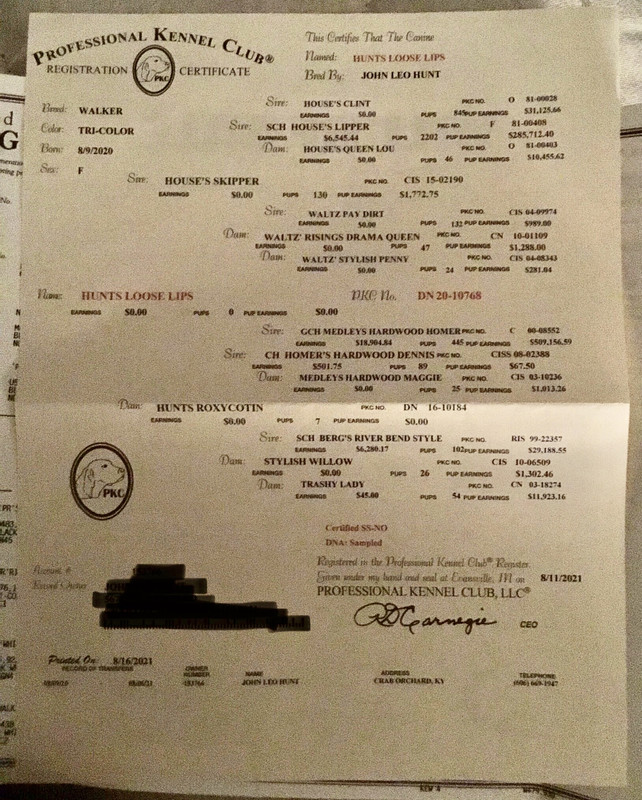 PROFESSIONAL KENNEL CLUB®
REGISTRATION CERTIFICATE
PKC
This Certifies That The Canine
Named: HUNTS LOOSE LIPS
Bred By: JOHN LEO HUNT
Breed: WALKER
Color: TRI-COLOR
Born: 8/9/2020
Sex: F
Sire: HOUSE'S CLINT PKC NO. O 81-00028
EARNINGS $0.00 PUPS 845 PUP EARNINGS $31,125.66
Sire: SCH HOUSE'S LIPPER PKC NO. F 81-00408
EARNINGS $6,545.44 PUPS 2202 PUP EARNINGS $285,712.40
Dam: HOUSE'S QUEEN LOU PKC NO. O 81-00403
EARNINGS $0.00 PUPS 46 PUP EARNINGS $10,455.62
Sire: HOUSE'S SKIPPER PKC NO. CIS 15-02190
EARNINGS $0.00 PUPS 130 PUP EARNINGS $1,772.75
Sire: WALTZ PAY DIRT PKC NO. CIS 04-09974
EARNINGS $0.00 PUPS 132 PUP EARNINGS $989.00
Dam: WALTZ' RISINGS DRAMA QUEEN PKC NO. CN 10-01109
EARNINGS $0.00 PUPS 47 PUP EARNINGS $1,288.00
Dam: WALTZ' STYLISH PENNY PKC NO. CIS 04-08343
EARNINGS $0.00 PUPS 24 PUP EARNINGS $281.04
Name: HUNTS LOOSE LIPS PKC No. DN 20-10768
EARNINGS $0.00 PUPS 0 PUP EARNINGS $0.00
Sire: GCH MEDLEYS HARDWOOD HOMER PKC NO. C 00-08552
EARNINGS $18,904.84 PUPS 445 PUP EARNINGS $509,156.59
Sire: CH HOMER'S HARDWOOD DENNIS PKC NO. CISS 08-02388
EARNINGS $501.75 PUPS 89 PUP EARNINGS $67.50
Dam: MEDLEYS HARDWOOD MAGGIE PKC NO. CIS 03-10236
EARNINGS $0.00 PUPS 25 PUP EARNINGS $1,013.26
Dam: HUNTS ROXYCOTIN PKC NO. DN 16-10184
EARNINGS $0.00 PUPS 7 PUP EARNINGS $0.00
Sire: SCH BERG'S RIVER BEND STYLE PKC NO. RIS 99-22357
EARNINGS $6,280.17 PUPS 102 PUP EARNINGS $29,188.55
Dam: STYLISH WILLOW PKC NO. CIS 10-06509
EARNINGS $0.00 PUPS 26 PUP EARNINGS $1,302.46
Dam: TRASHY LADY PKC NO. CN 03-18274
EARNINGS $45.00 PUPS 54 PUP EARNINGS $11,923.16
PKC
Certified SS-NO
DNA: Sampled
Registered in the Professional Kennel Club® Register.
Given under my hand and seal at Evansville, IN on 8/11/2021
PROFESSIONAL KENNEL CLUB, LLC®
CEO
Account #
Record Owner
Printed On: 8/16/2021
RECORD OF TRANSFERS OWNER NUMBER NAME ADDRESS TELEPHONE
JOHN LEO HUNT CRAB ORCHARD, KY